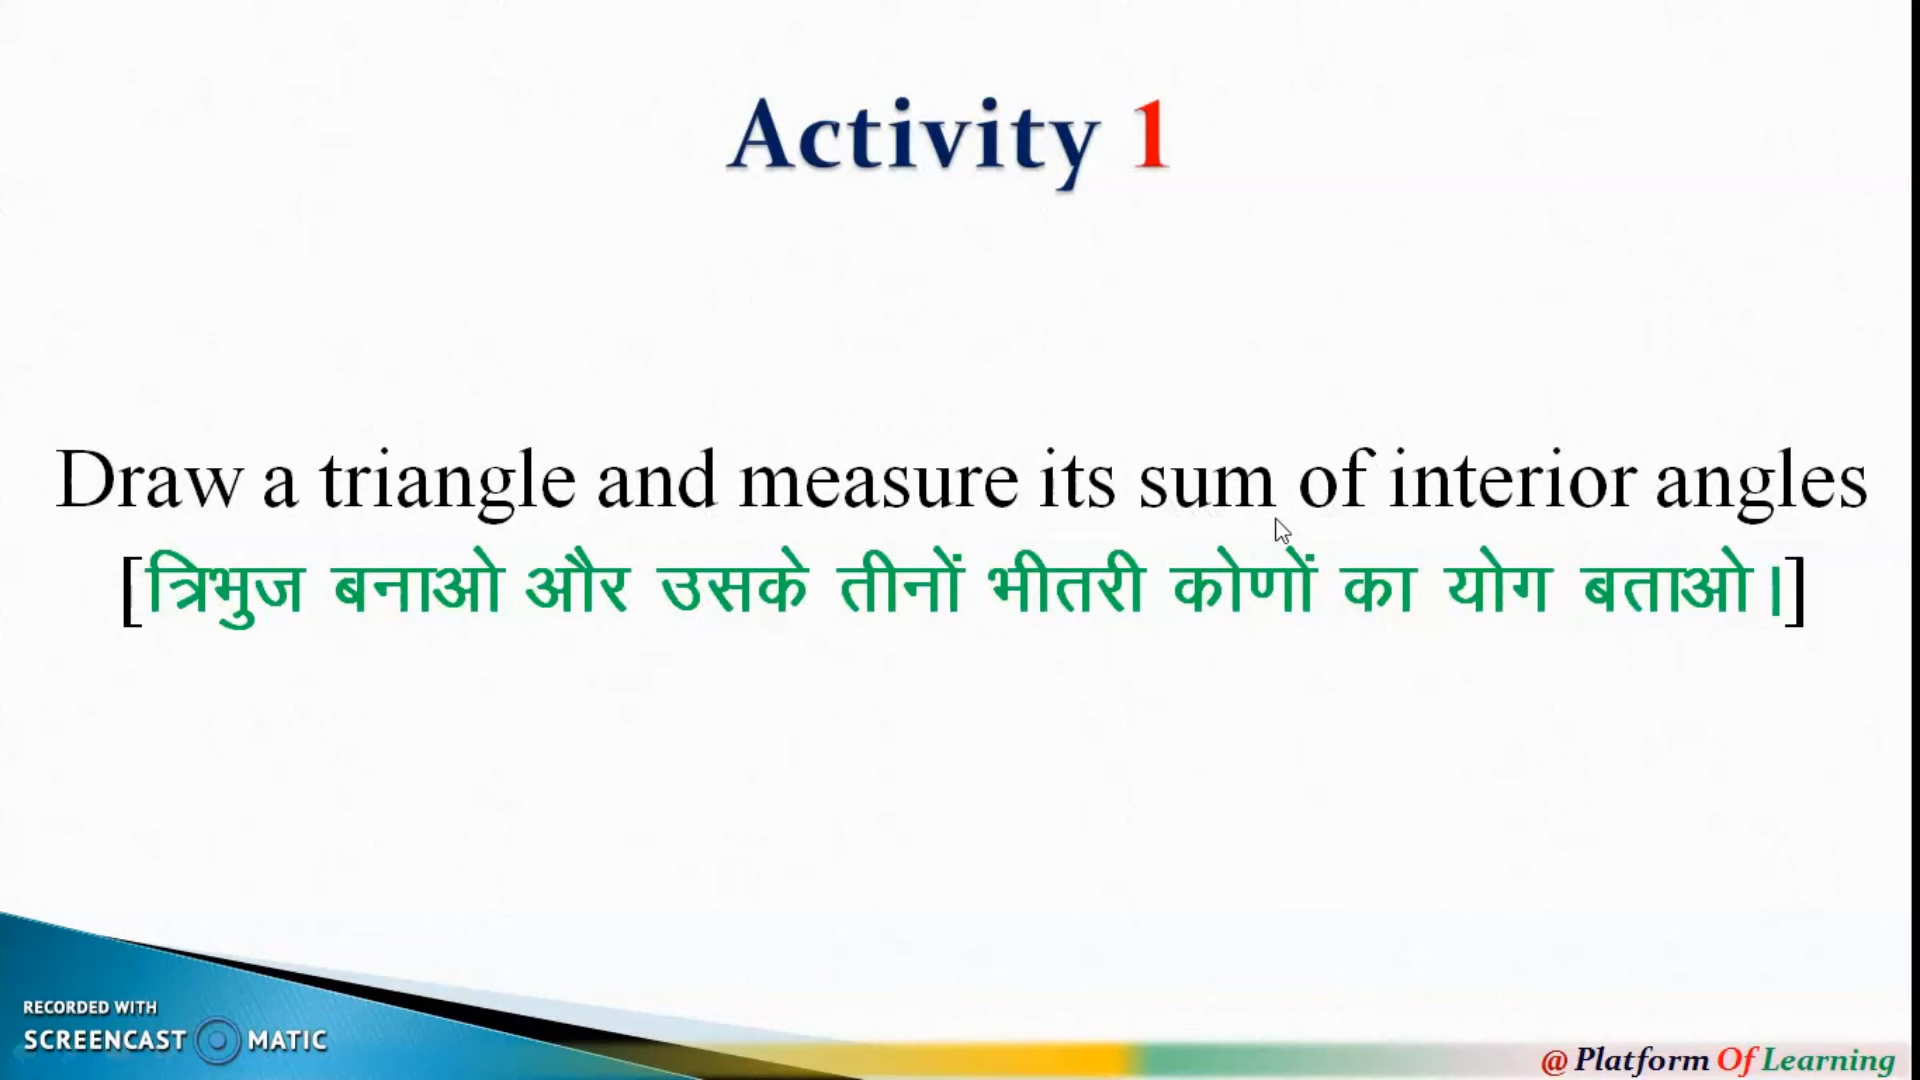 Activity 1
Draw a triangle and measure its sum of interior angles
[त्रिभुज बनाओ और उसके तीनों भीतरी कोणों का योग बताओ।]
RECORDED WITH
SCREENCAST MATIC
@ Platform Of Learning